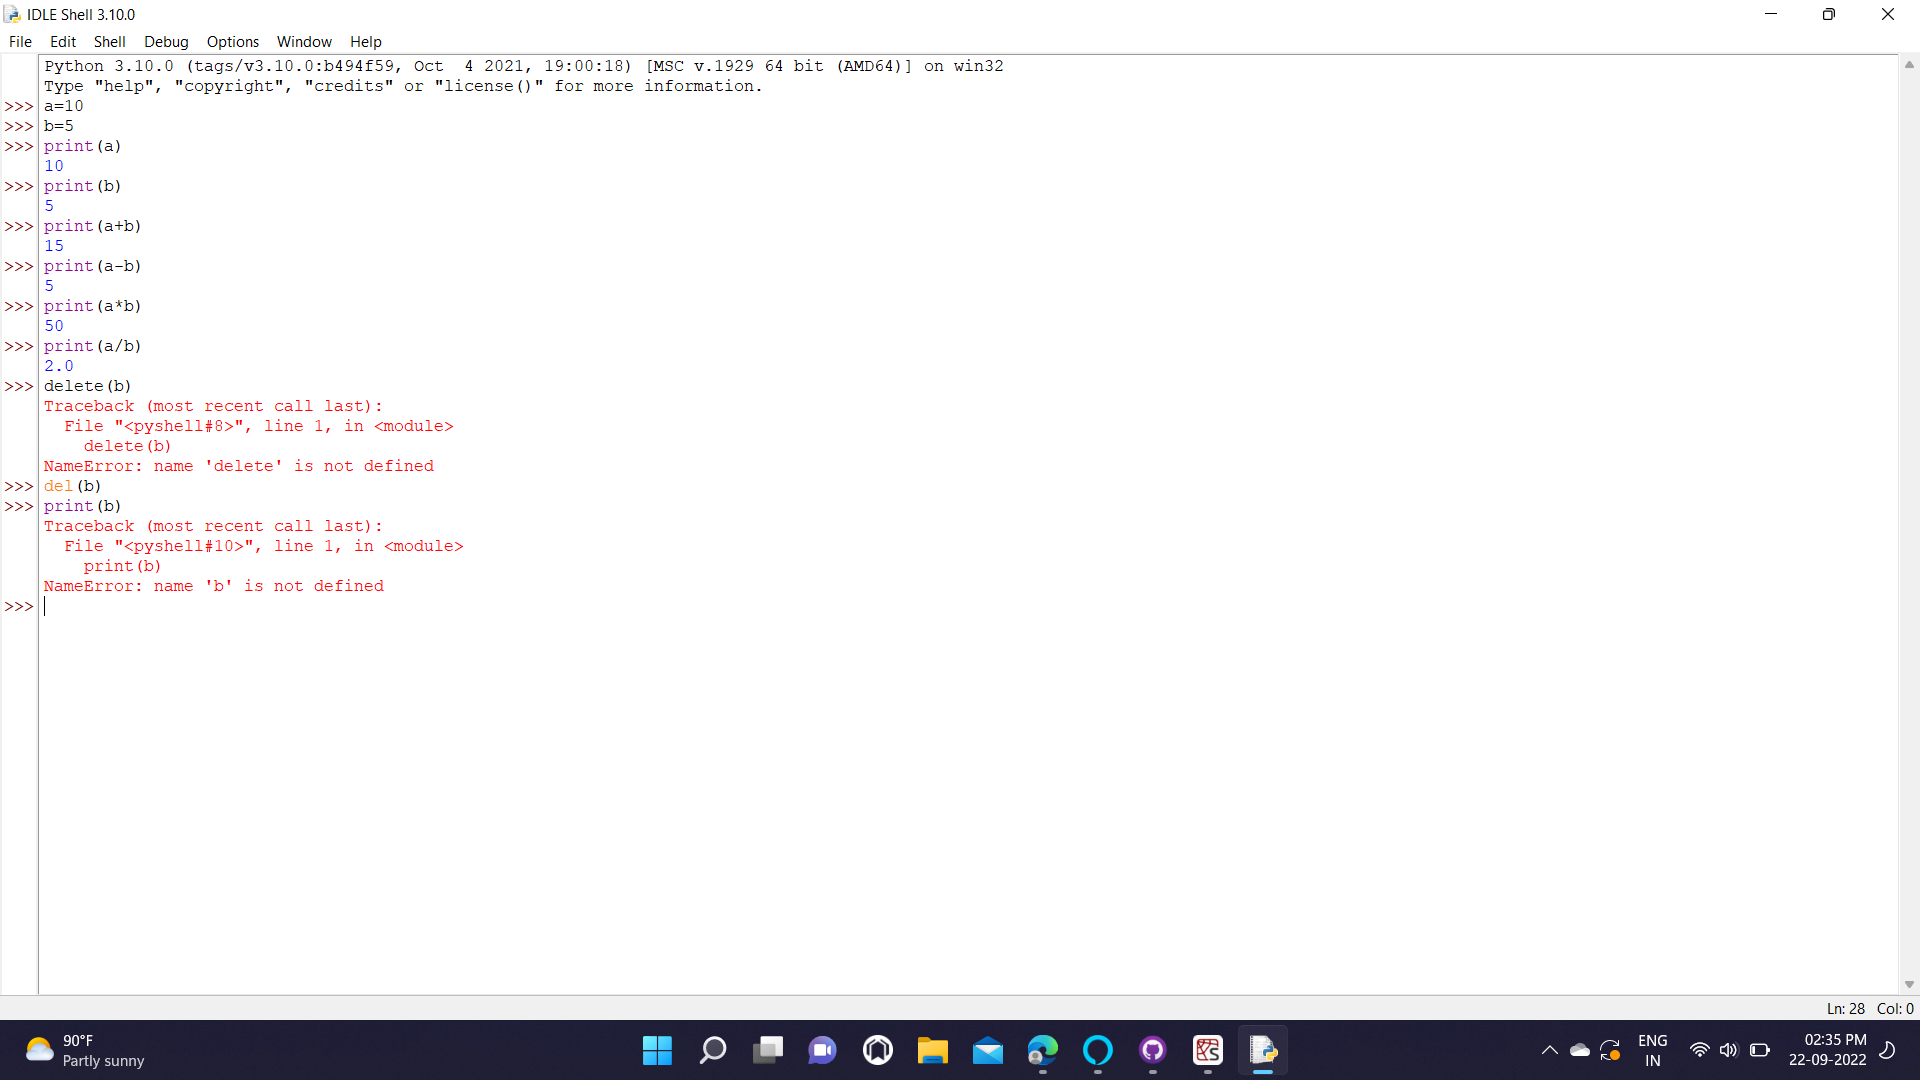 IDLE Shell 3.10.0
File Edit Shell Debug Options Window Help
Python 3.10.0 (tags/v3.10.0:b494f59, Oct  4 2021, 19:00:18) [MSC v.1929 64 bit (AMD64)] on win32
Type "help", "copyright", "credits" or "license()" for more information.
>>> a=10
>>> b=5
>>> print(a)
10
>>> print(b)
5
>>> print(a+b)
15
>>> print(a-b)
5
>>> print(a*b)
50
>>> print(a/b)
2.0
>>> delete(b)
Traceback (most recent call last):
  File "<pyshell#8>", line 1, in <module>
    delete(b)
NameError: name 'delete' is not defined
>>> del(b)
>>> print(b)
Traceback (most recent call last):
  File "<pyshell#10>", line 1, in <module>
    print(b)
NameError: name 'b' is not defined
>>>
Ln: 28 Col: 0
90°F
Partly sunny
ENG
IN
02:35 PM
22-09-2022